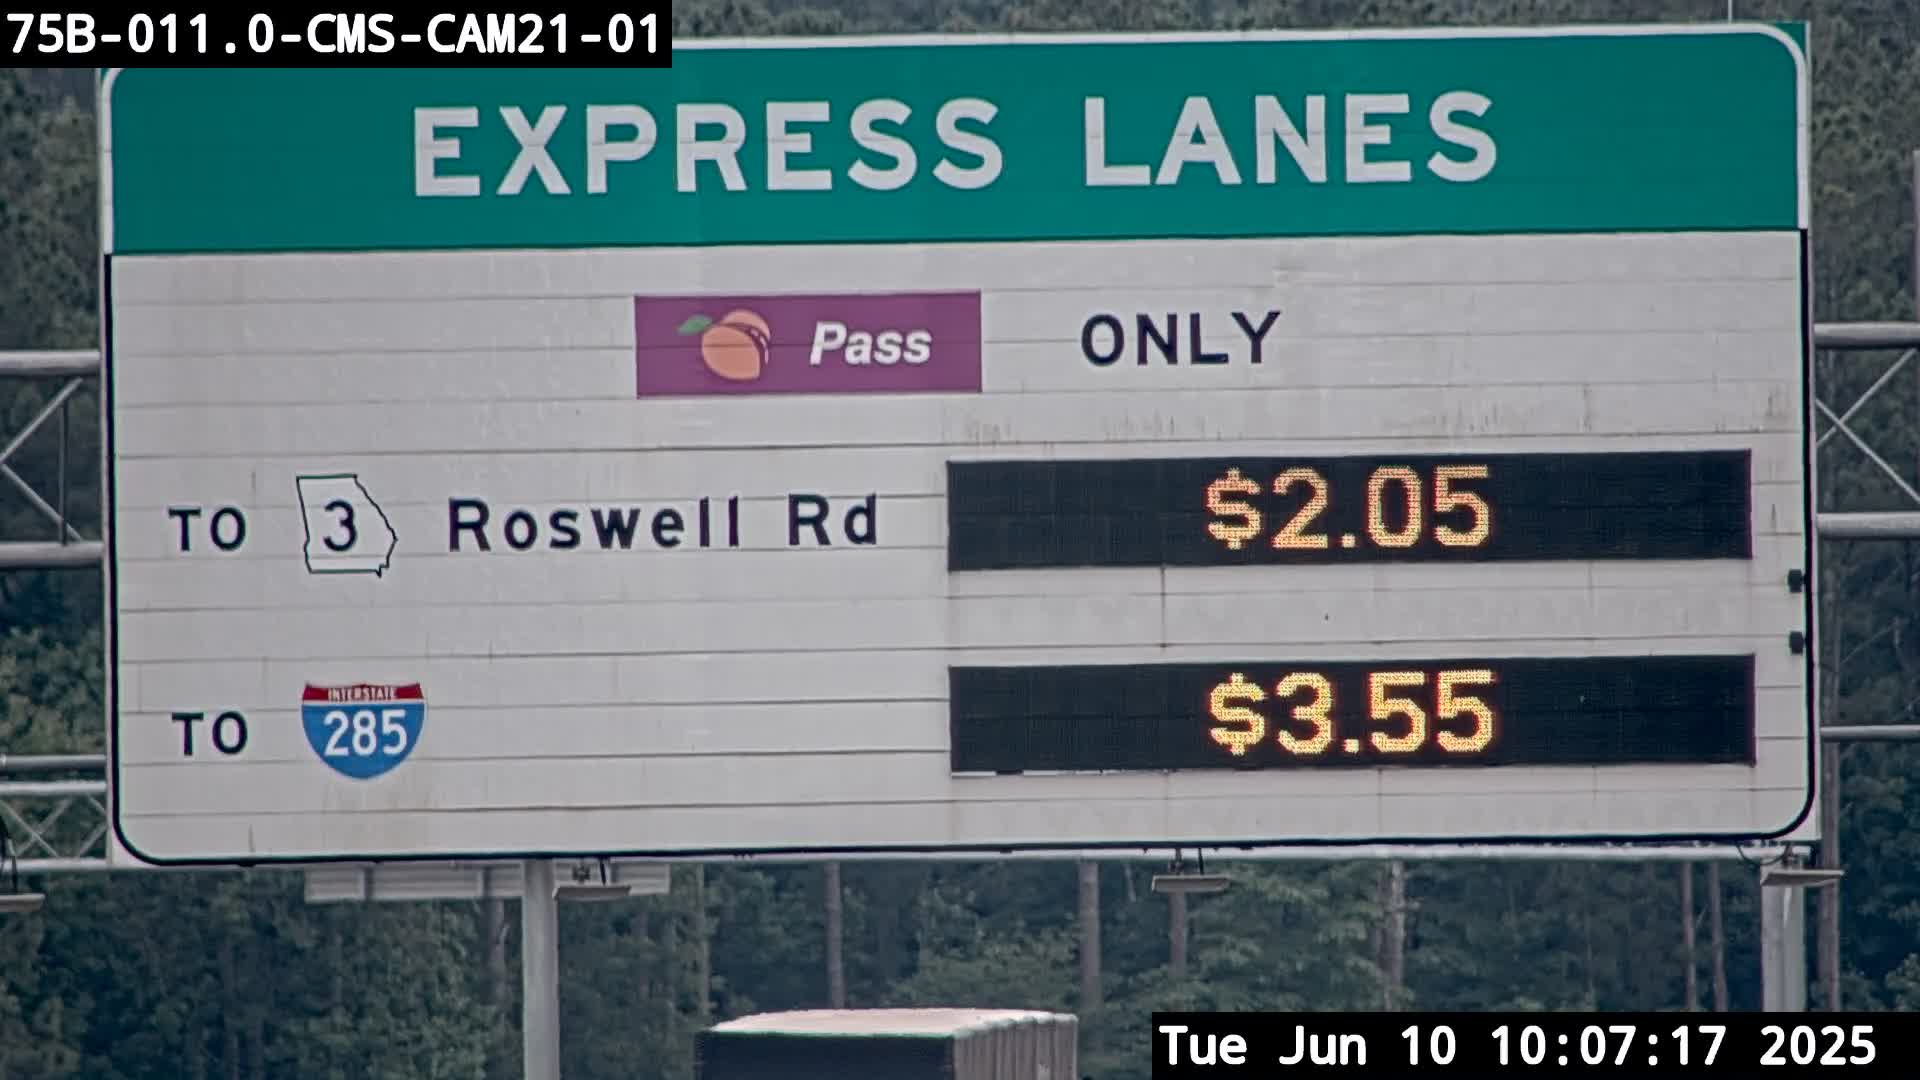 75B-011.0-CMS-CAM21-01
EXPRESS LANES
Pass ONLY
TO 3 Roswell Rd $2.05
TO INTERSTATE 285 $3.55
Tue Jun 10 10:07:17 2025